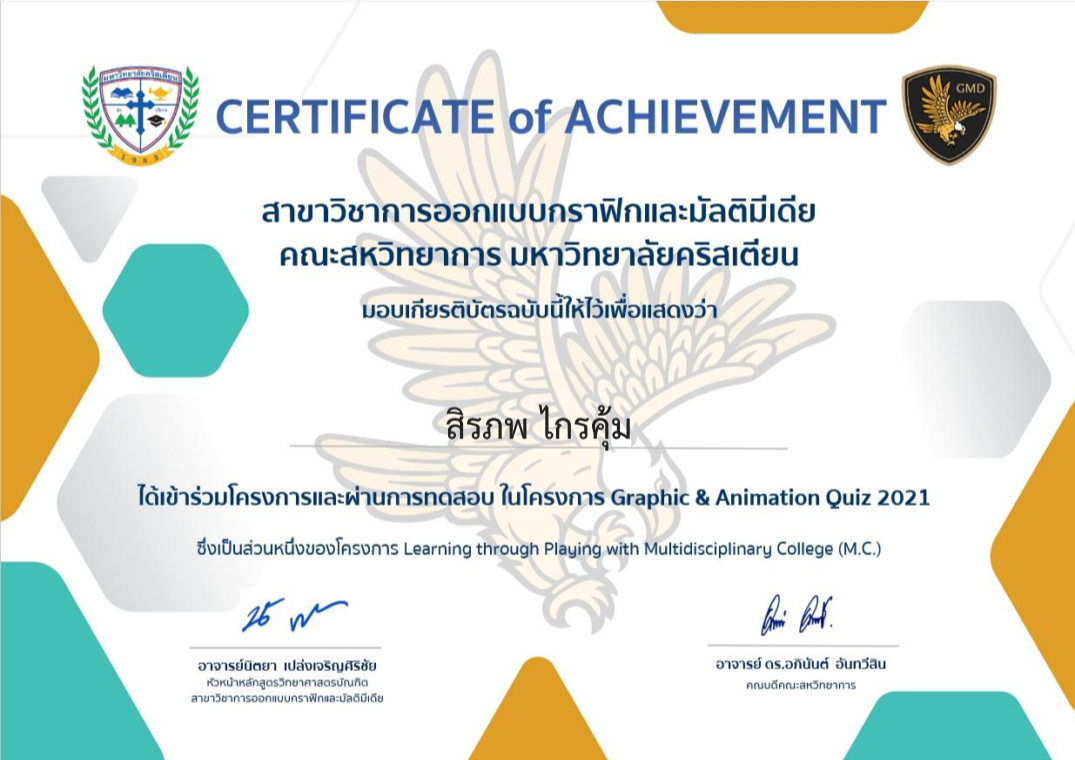 มหาวิทยาลัยคริสเตียน
1983
CERTIFICATE of ACHIEVEMENT
GMD
สาขาวิชาการออกแบบกราฟิกและมัลติมีเดีย
คณะสหวิทยาการ มหาวิทยาลัยคริสเตียน
มอบเกียรติบัตรฉบับนี้ให้ไว้เพื่อแสดงว่า
สิรภพ ไกรคุ้ม
ได้เข้าร่วมโครงการและผ่านการทดสอบ ในโครงการ Graphic & Animation Quiz 2021
ซึ่งเป็นส่วนหนึ่งของโครงการ Learning through Playing with Multidisciplinary College (M.C.)
อาจารย์นิตยา เปล่งเจริญศิริชัย
หัวหน้าหลักสูตรวิทยาศาสตรบัณฑิต
สาขาวิชาการออกแบบกราฟิกและมัลติมีเดีย
อาจารย์ ดร.อภินันต์ อันทวีสิน
คณบดีคณะสหวิทยาการ